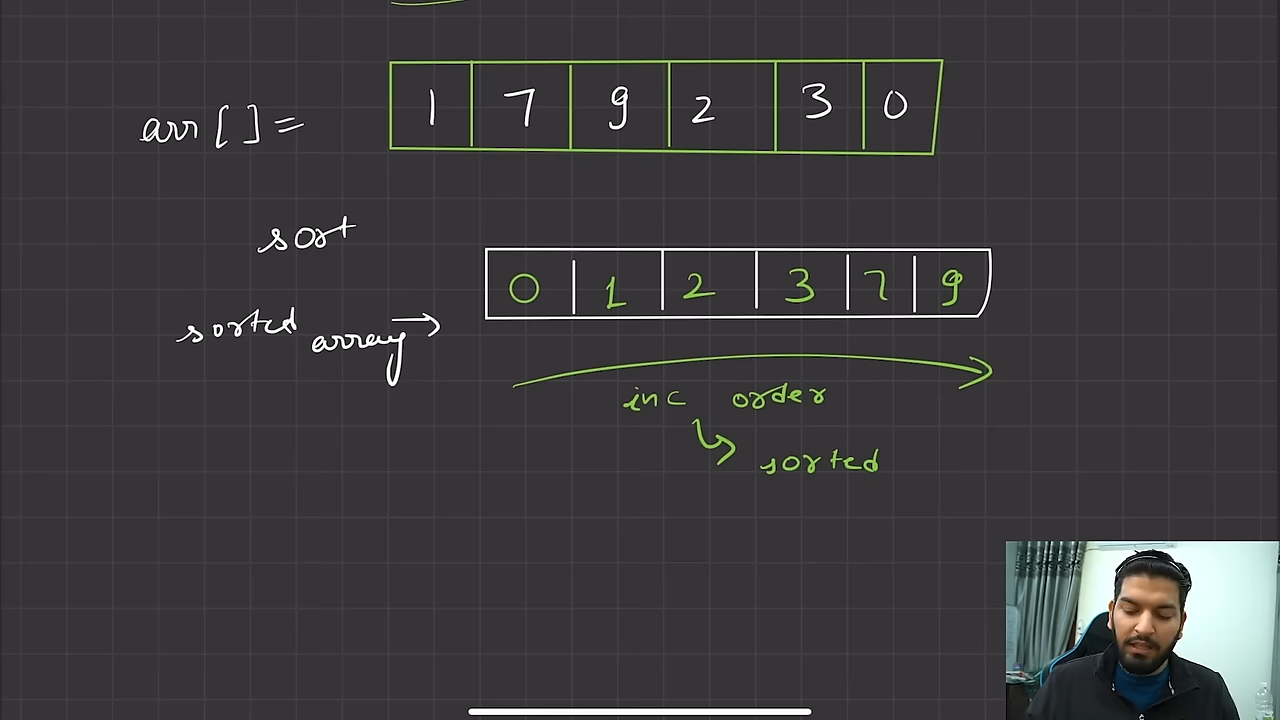 arr[]= 1 7 9 2 3 0
sort
sorted array→ 0 1 2 3 7 9
inc order
sorted